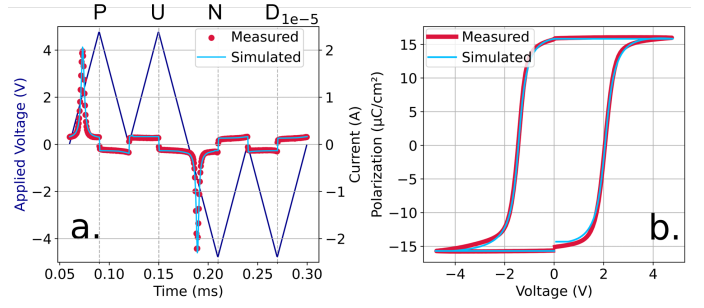 P U N D 1e−5
Measured
Simulated
4
2
0
−2
−4
Applied Voltage (V)
2
1
0
−1
−2
Current (A)
0.05 0.10 0.15 0.20 0.25 0.30
Time (ms)
a.
Measured
Simulated
15
10
5
0
−5
−10
−15
Polarization (μC/cm²)
−4 −2 0 2 4
Voltage (V)
b.